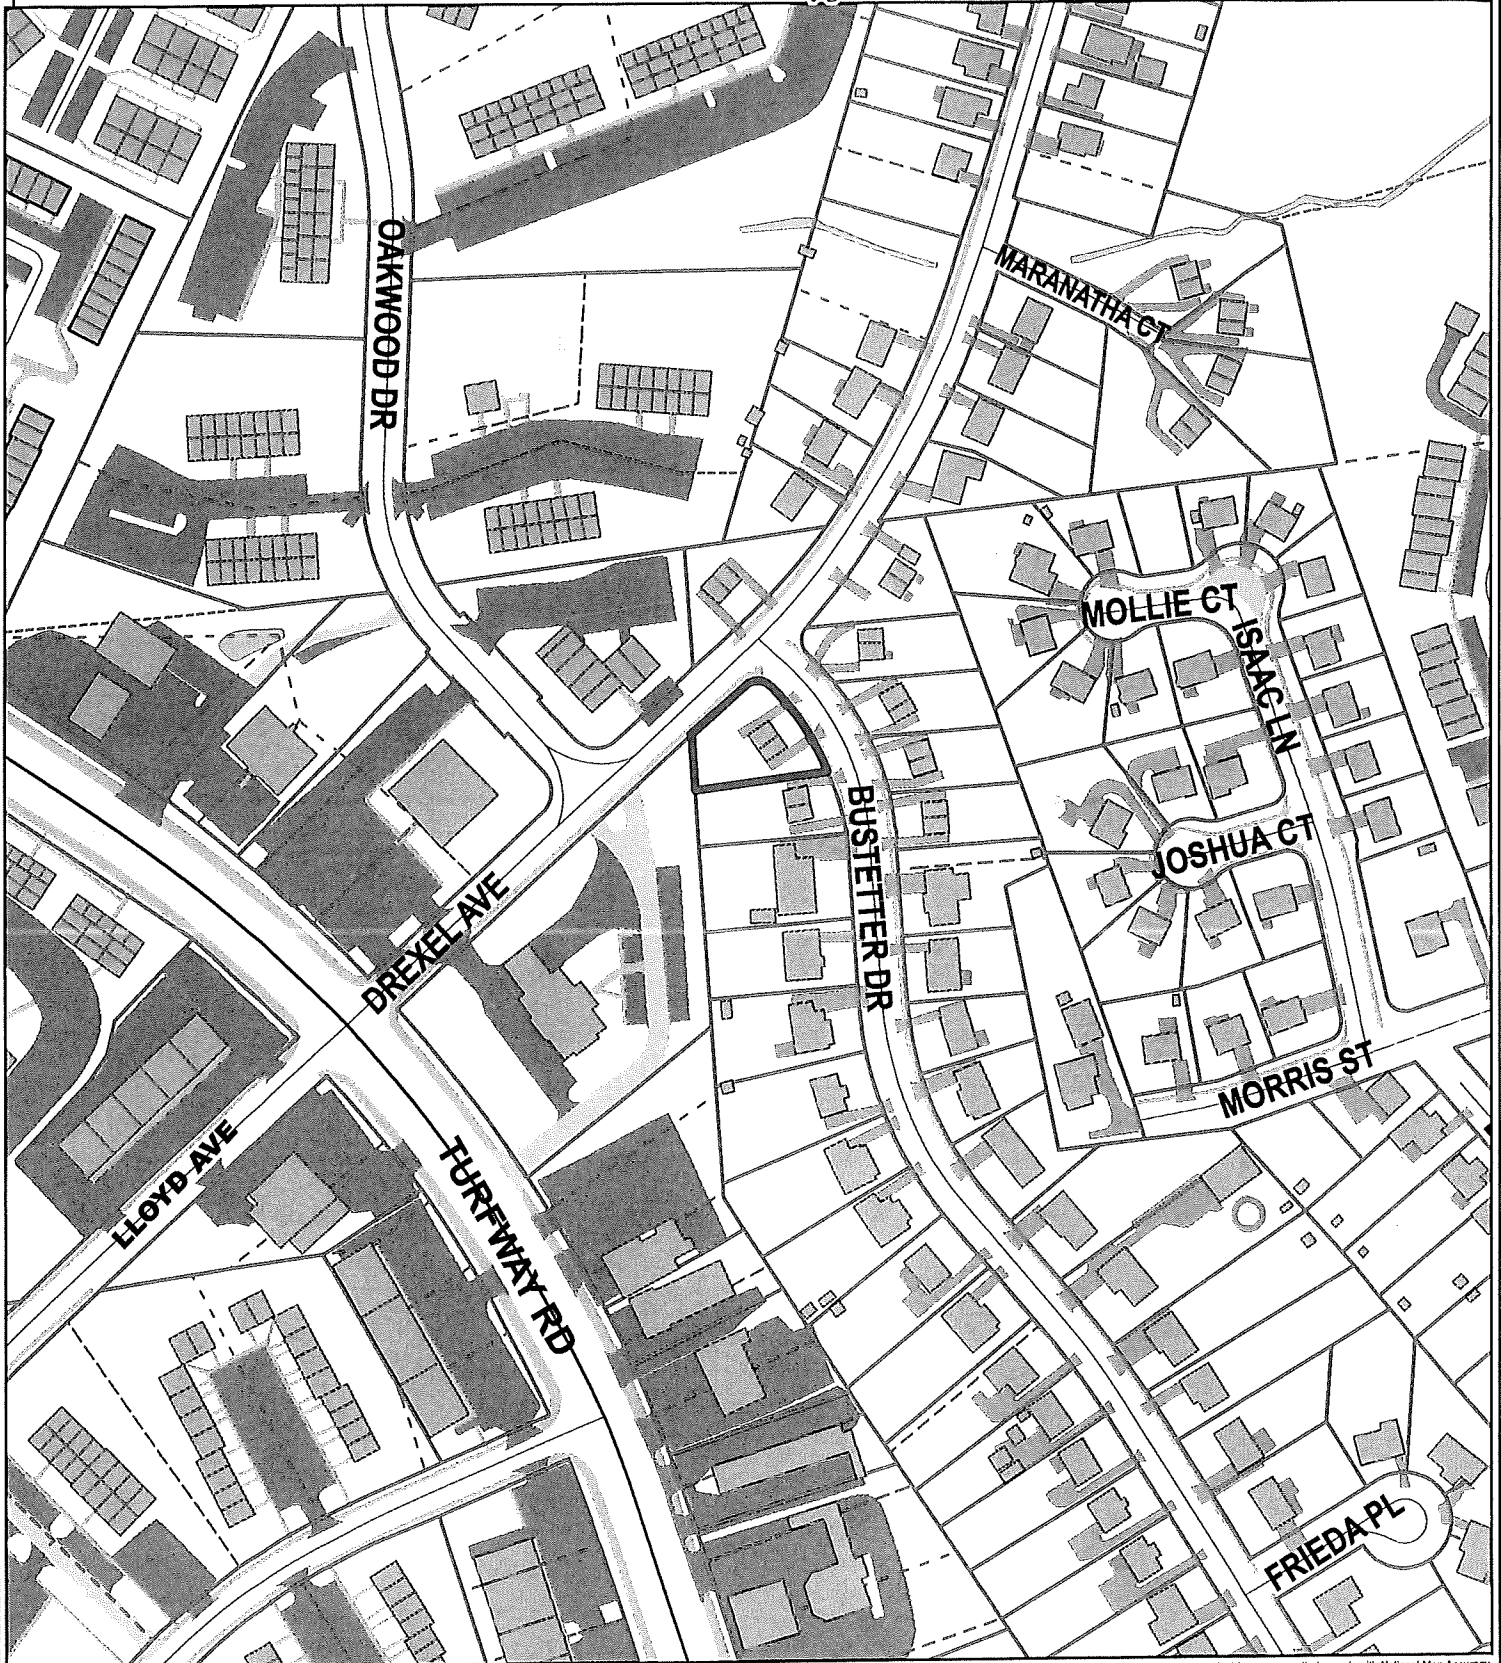 OAKWOOD DR
MARANATHA CT
MOLLIE CT
ISAAC LN
BUSTETTER DR
JOSHUA CT
DREXEL AVE
MORRIS ST
LLOYD AVE
TURFWAY RD
FRIEDA PL